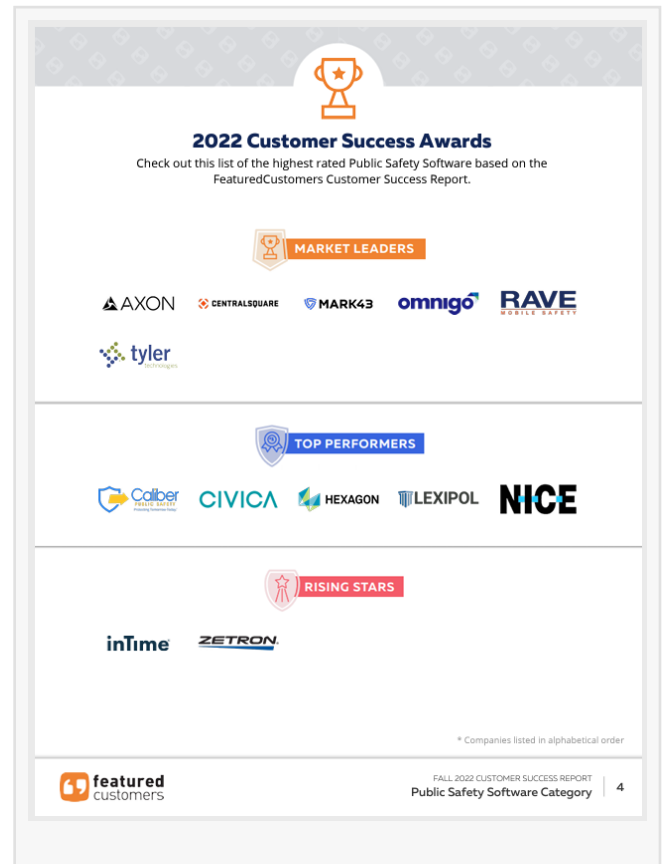 2022 Customer Success Awards
Check out this list of the highest rated Public Safety Software based on the
FeaturedCustomers Customer Success Report.
MARKET LEADERS
AXON
CENTRALSQUARE
MARK43
omnigo
RAVE
MOBILE SAFETY
tyler
technologies
TOP PERFORMERS
Caliber
PUBLIC SAFETY
Protecting Tomorrow Today
CIVICA
HEXAGON
LEXIPOL
NICE
RISING STARS
inTime
ZETRON.
* Companies listed in alphabetical order
featured
customers
FALL 2022 CUSTOMER SUCCESS REPORT
Public Safety Software Category
4